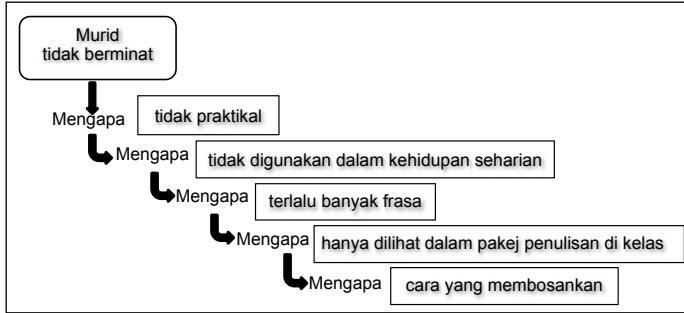 Murid
tidak berminat
Mengapa tidak praktikal
Mengapa tidak digunakan dalam kehidupan seharian
Mengapa terlalu banyak frasa
Mengapa hanya dilihat dalam pakej penulisan di kelas
Mengapa cara yang membosankan